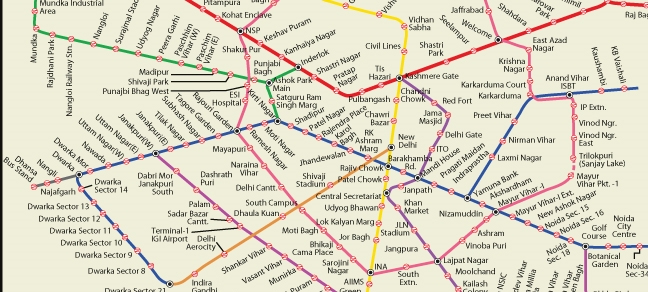 Mundka Industrial
Area
Mundka
Rajdhani Park
Nangloi Railway Stn.
Nangloi
Surajmal Stadium
Udyog Nagar
Peera Garhi
Paschim
Vihar (W)
Paschim
Vihar (E)
Madipur
Shivaji Park
Punjabi Bhag West
ESI
Hospital
Pitampura
Kohat Enclave
NSP
Shakur Pur
Punjabi
Bagh
Keshav Puram
Kanhaiya Nagar
Inderlok
Shastri Nagar
Pratap
Nagar
Pulbangash
Ashok Park
Main
Satguru Ram
Singh Marg
Kirti Nagar
Shadipur
Patel Nagar
Rajendra Place
Karol
Bagh
Jhandewalan
RK
Ashram
Marg
Vidhan
Sabha
Civil Lines
Tis
Hazari
Kashmere Gate
Shastri
Park
Seelampur
Welcome
Jaffrabad
Shahdara
East Azad
Nagar
Krishna
Nagar
Karkarduma Court
Karkarduma
Anand Vihar
ISBT
Kaushambi
IP Extn.
Vinod Ngr.
Vinod Ngr.
East
Trilokpuri
(Sanjay Lake)
Mayur
Vihar Pkt. -1
Preet Vihar
Nirman Vihar
Laxmi Nagar
Yamuna Bank
Akshardham
Mayur Vihar -I
Mayur Vihar-I Ext.
New Ashok Nagar
Noida Sec. 15
Noida Sec. 16
Noida
Sec. 18
Golf
Course
Noida
City
Centre
Botanical
Garden
Noida
Sec-34
Chandni
Chowk
Chawri
Bazar
New
Delhi
Red Fort
Jama
Masjid
Delhi Gate
ITO
Mandi House
Pragati Maidan
Indraprastha
Barakhamba
Rd.
Rajiv Chowk
Patel Chowk
Shivaji
Stadium
Central Secretariat
Udyog Bhawan
Janpath
Khan
Market
JLN
Stadium
Jangpura
Nizamuddin
Ashram
Vinoba Puri
Lajpat Nagar
Moolchand
Kailash
Colony
South
Extn.
INA
AIIMS
Green
Lok Kalyan Marg
Jor Bagh
Sarojini
Nagar
Bhikaji
Cama Place
Moti Bagh
Dhaula Kuan
South Campus
Delhi Cantt.
Naraina
Vihar
Mayapuri
Ramesh Nagar
Moti Nagar
Rajouri Garden
Tagore Garden
Subhash Nagar
Tilak Nagar
Janakpuri(E)
Janakpuri(W)
Uttam Nagar(E)
Uttam Nagar(W)
Dwarka Mor
Nangli
Dhansa
Bus Stand
Najafgarh
Dwarka
Dwarka
Sector 14
Dwarka Sector 13
Dwarka Sector 12
Dwarka Sector 11
Dwarka Sector 10
Dwarka Sector 9
Dwarka Sector 8
Dwarka Sector 21
Indira
Gandhi
Dabri Mor
Janakpuri
South
Dashrath
Puri
Palam
Sadar Bazar
Cantt.
Terminal-1
IGI Airport
Delhi
Aerocity
Shankar Vihar
Vasant Vihar
Munirka